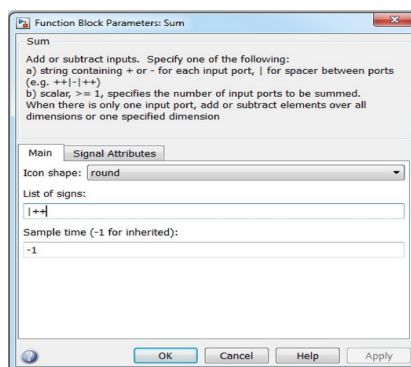 Function Block Parameters: Sum
Sum
Add or subtract inputs. Specify one of the following:
a) string containing + or - for each input port, | for spacer between ports
(e.g. ++|-|++)
b) scalar, >= 1, specifies the number of input ports to be summed.
When there is only one input port, add or subtract elements over all
dimensions or one specified dimension
Main Signal Attributes
Icon shape: round
List of signs:
|++
Sample time (-1 for inherited):
-1
OK Cancel Help Apply